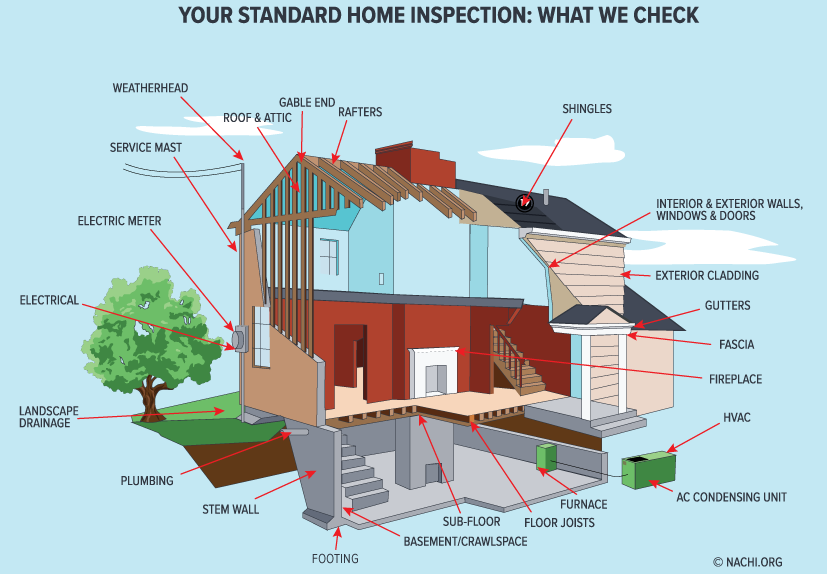 YOUR STANDARD HOME INSPECTION: WHAT WE CHECK
WEATHERHEAD
GABLE END
ROOF & ATTIC
RAFTERS
SHINGLES
SERVICE MAST
INTERIOR & EXTERIOR WALLS,
WINDOWS & DOORS
ELECTRIC METER
EXTERIOR CLADDING
ELECTRICAL
GUTTERS
FASCIA
FIREPLACE
LANDSCAPE
DRAINAGE
HVAC
PLUMBING
AC CONDENSING UNIT
STEM WALL
FURNACE
SUB-FLOOR
FLOOR JOISTS
BASEMENT/CRAWLSPACE
FOOTING
© NACHI.ORG